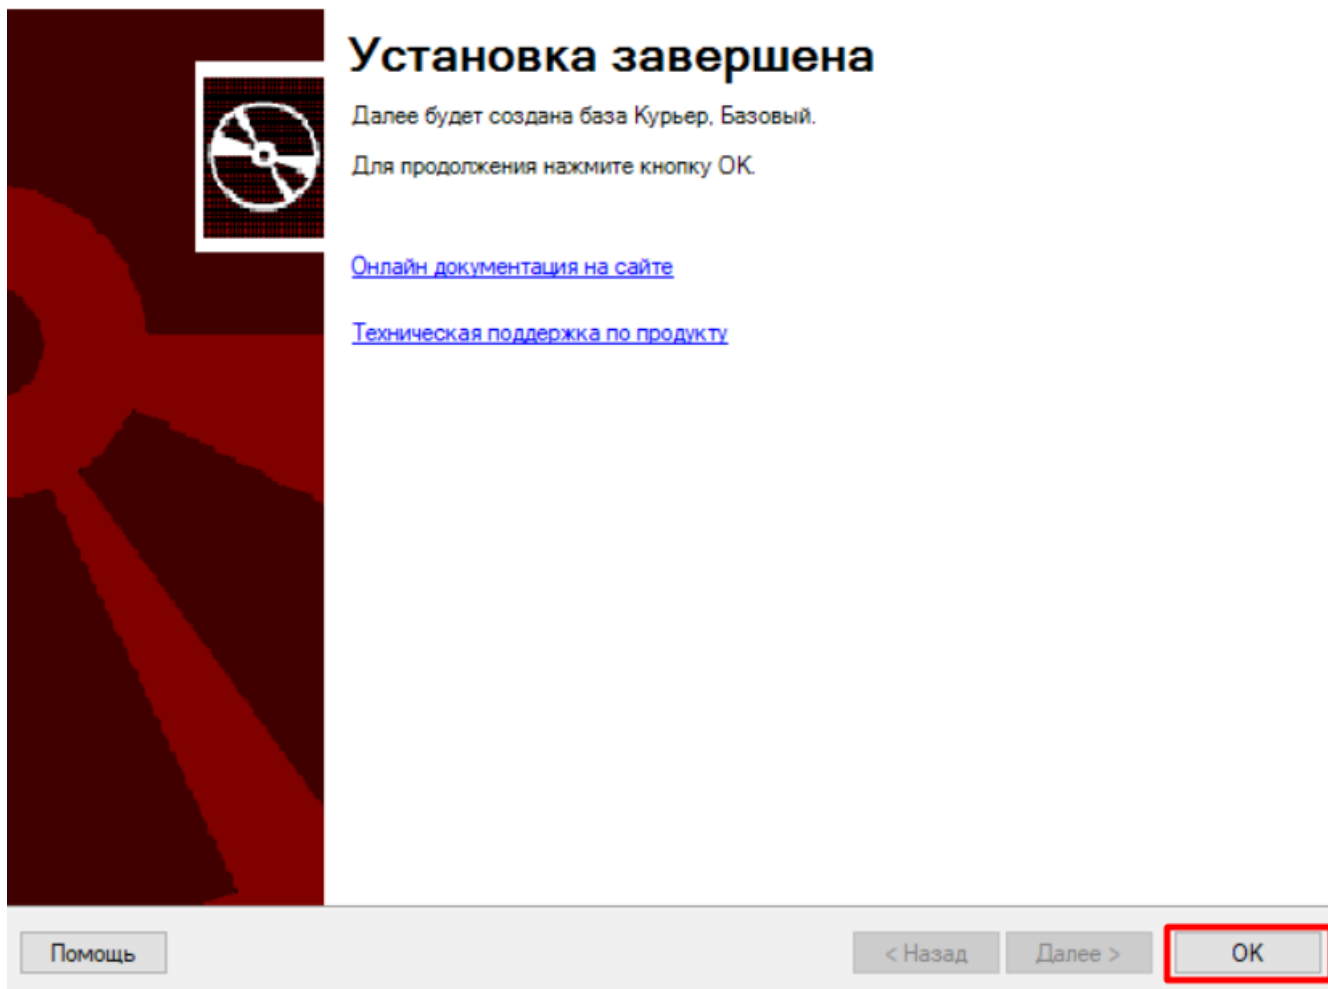 Установка завершена
Далее будет создана база Курьер, Базовый.
Для продолжения нажмите кнопку ОК.
Онлайн документация на сайте
Техническая поддержка по продукту
Помощь
< Назад
Далее >
ОК